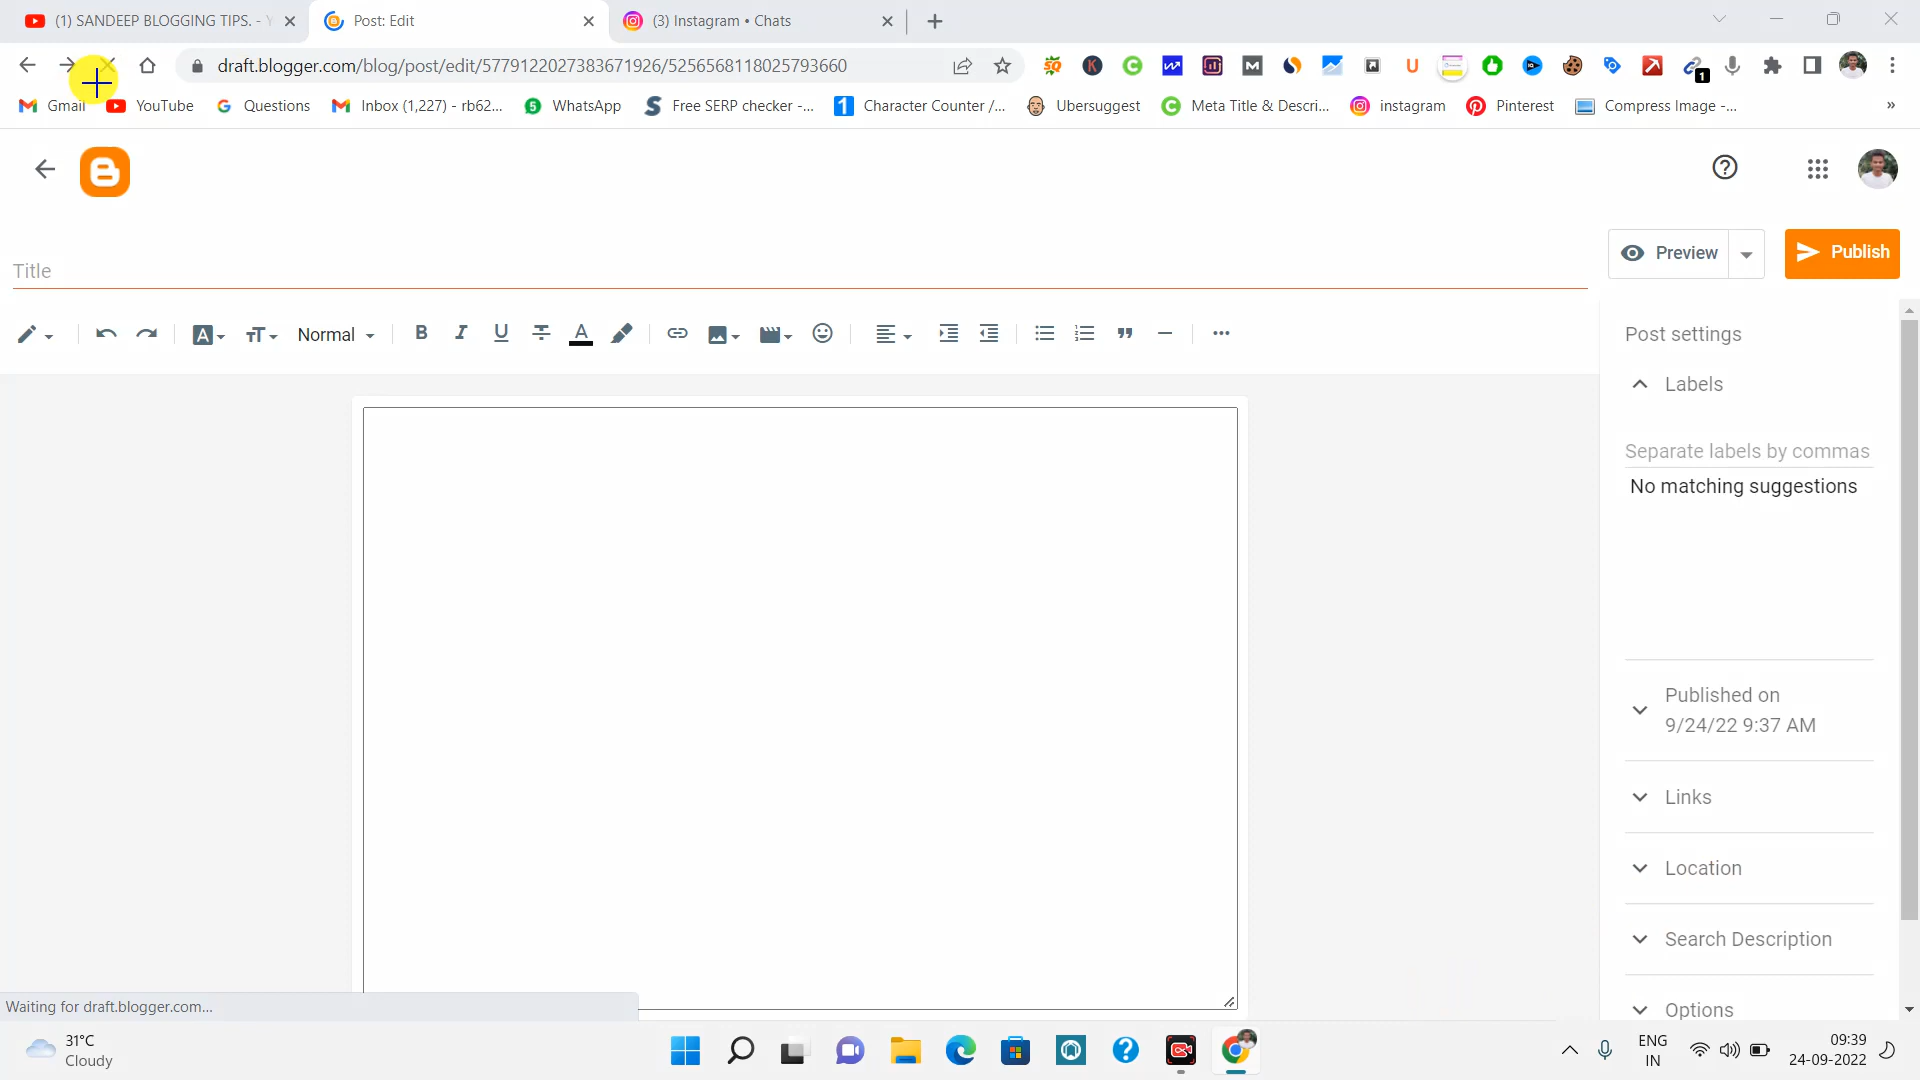 (1) SANDEEP BLOGGING TIPS. - Y
Post: Edit
(3) Instagram • Chats
draft.blogger.com/blog/post/edit/5779122027383671926/5256568118025793660
Gmail
YouTube
Questions
Inbox (1,227) - rb62...
WhatsApp
Free SERP checker -...
Character Counter /...
Ubersuggest
Meta Title & Descri...
instagram
Pinterest
Compress Image -...
»
Title
Preview
Publish
Normal
Post settings
Labels
Separate labels by commas
No matching suggestions
Published on
9/24/22 9:37 AM
Links
Location
Search Description
Options
Waiting for draft.blogger.com...
31°C
Cloudy
ENG
IN
09:39
24-09-2022